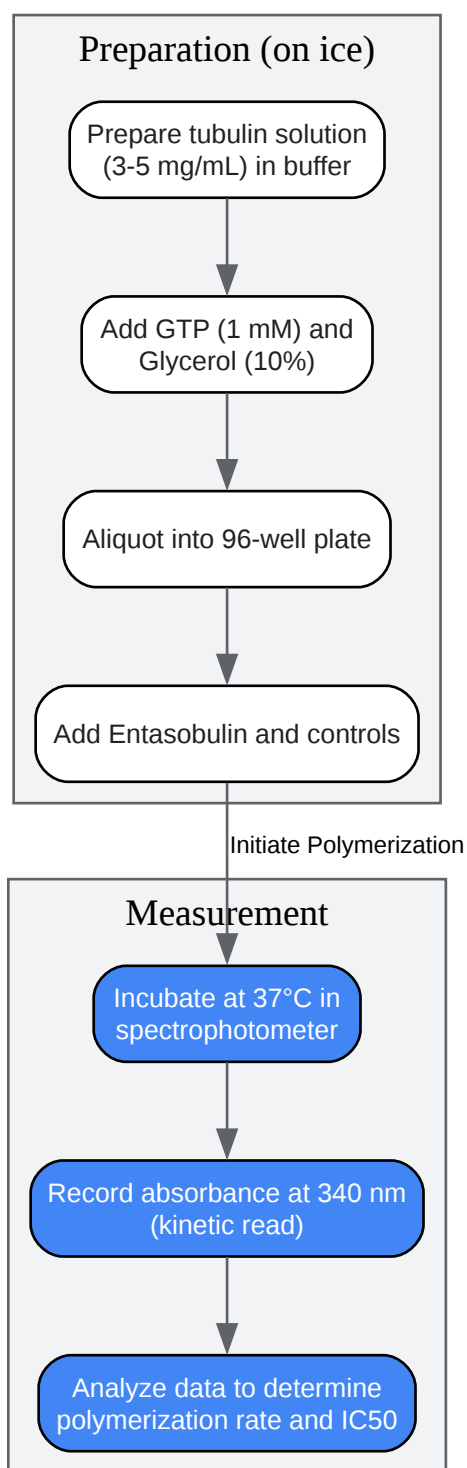 Preparation (on ice)
Prepare tubulin solution
(3-5 mg/mL) in buffer
Add GTP (1 mM) and
Glycerol (10%)
Aliquot into 96-well plate
Add Entasobulin and controls
Initiate Polymerization
Measurement
Incubate at 37°C in
spectrophotometer
Record absorbance at 340 nm
(kinetic read)
Analyze data to determine
polymerization rate and IC50